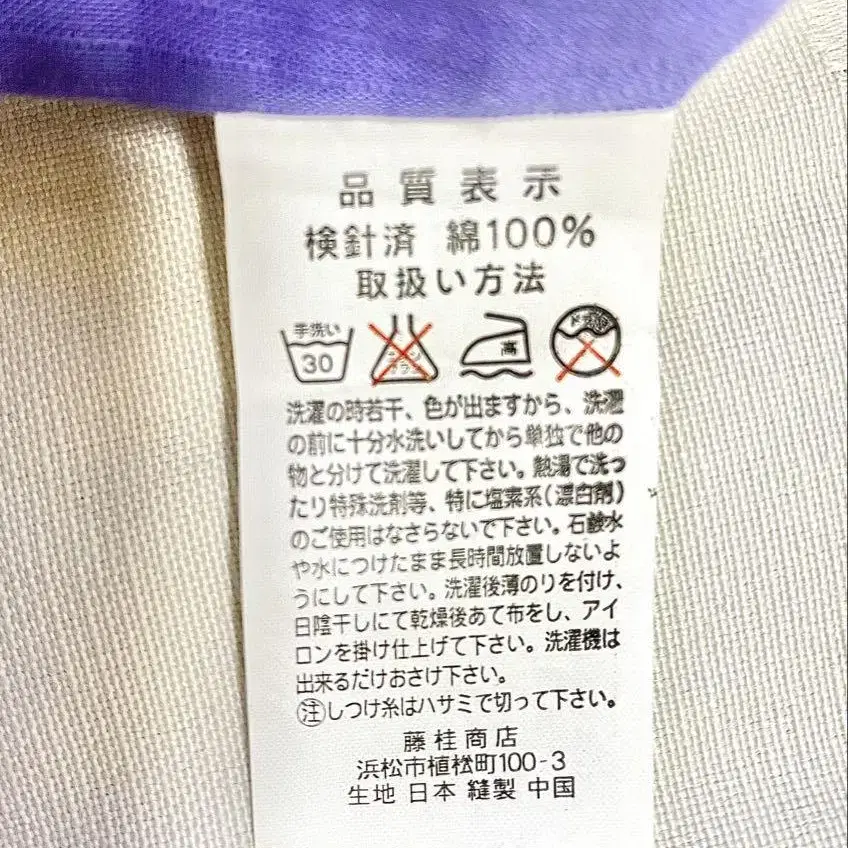 品質表示
検針済 綿100%
取扱い方法
手洗い
30
高
洗濯の時若干、色が出ますから、洗濯
の前に十分水洗いしてから単独で他の
物と分けて洗濯して下さい。熱湯で洗っ
たり特殊洗剤等、特に塩素系(漂白剤)
のご使用はなさらないで下さい。石鹸水
や水につけたまま長時間放置しないよ
うにして下さい。洗濯後薄のりを付け、
日陰干しにて乾燥後あて布をし、アイ
ロンを掛け仕上げて下さい。洗濯機は
出来るだけおさけ下さい。
注 しつけ糸はハサミで切って下さい。
藤桂商店
浜松市植松町100-3
生地 日本 縫製 中国